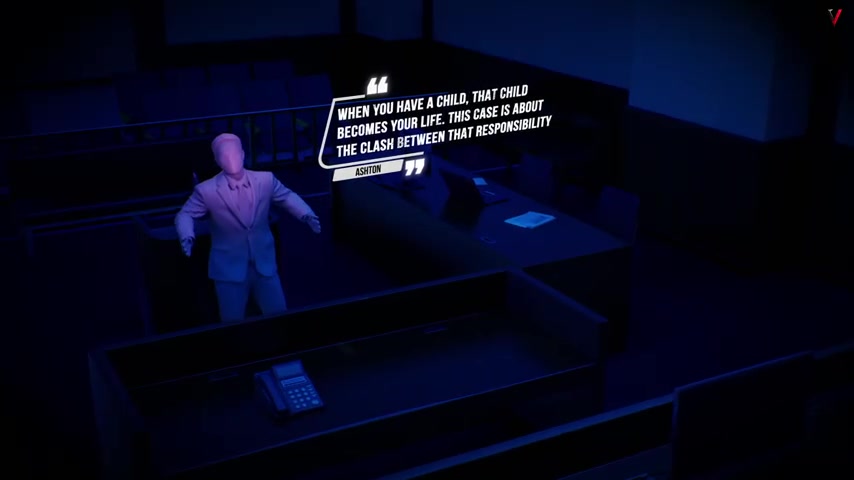 “
WHEN YOU HAVE A CHILD, THAT CHILD
BECOMES YOUR LIFE. THIS CASE IS ABOUT
THE CLASH BETWEEN THAT RESPONSIBILITY
ASHTON
”
V